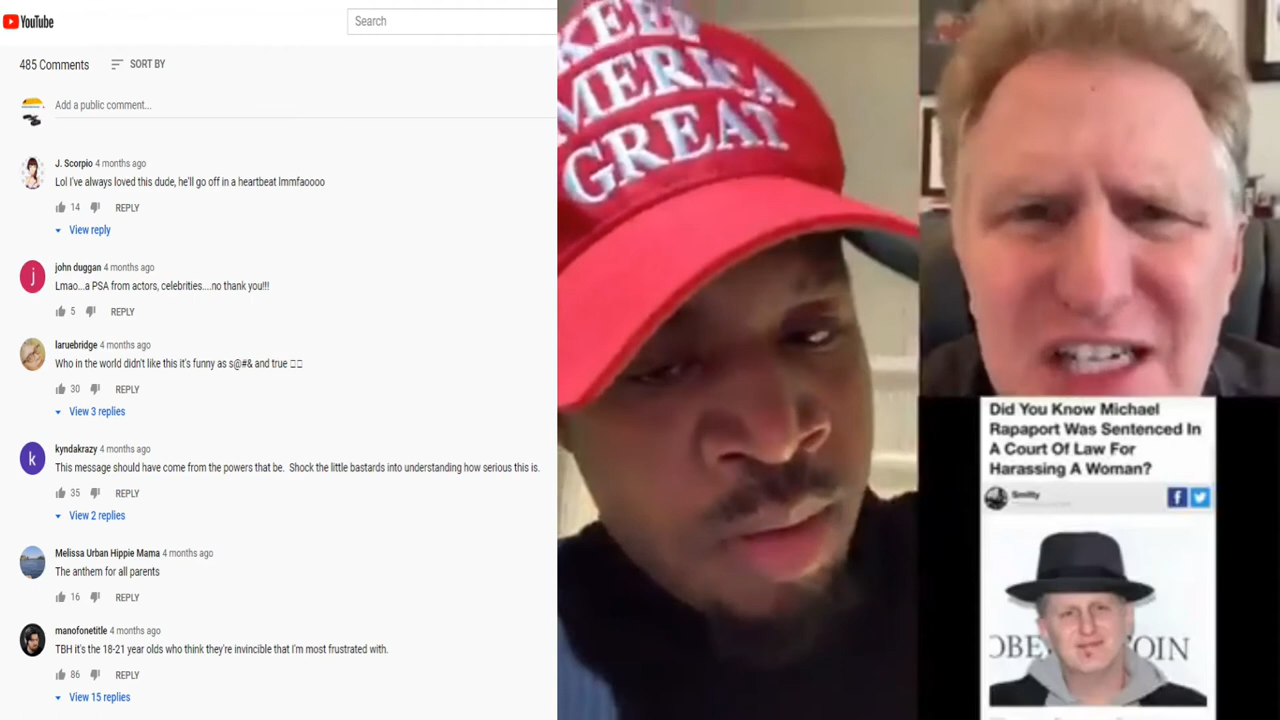 YouTube
Search
485 Comments
SORT BY
Add a public comment...
J. Scorpio 4 months ago
Lol I've always loved this dude, he'll go off in a heartbeat lmmfaoooo
14 REPLY
View reply
john duggan 4 months ago
Lmao...a PSA from actors, celebrities....no thank you!!!
5 REPLY
laruebridge 4 months ago
Who in the world didn't like this it's funny as s@#& and true
30 REPLY
View 3 replies
k
kyndakrazy 4 months ago
This message should have come from the powers that be. Shock the little bastards into understanding how serious this is.
35 REPLY
View 2 replies
Melissa Urban Hippie Mama 4 months ago
The anthem for all parents
16 REPLY
manofonetitle 4 months ago
TBH it's the 18-21 year olds who think they're invincible that I'm most frustrated with.
86 REPLY
View 15 replies
KEEP
AMERICA
GREAT
Did You Know Michael
Rapaport Was Sentenced In
A Court Of Law For
Harassing A Woman?
Smitty
OBE OIN